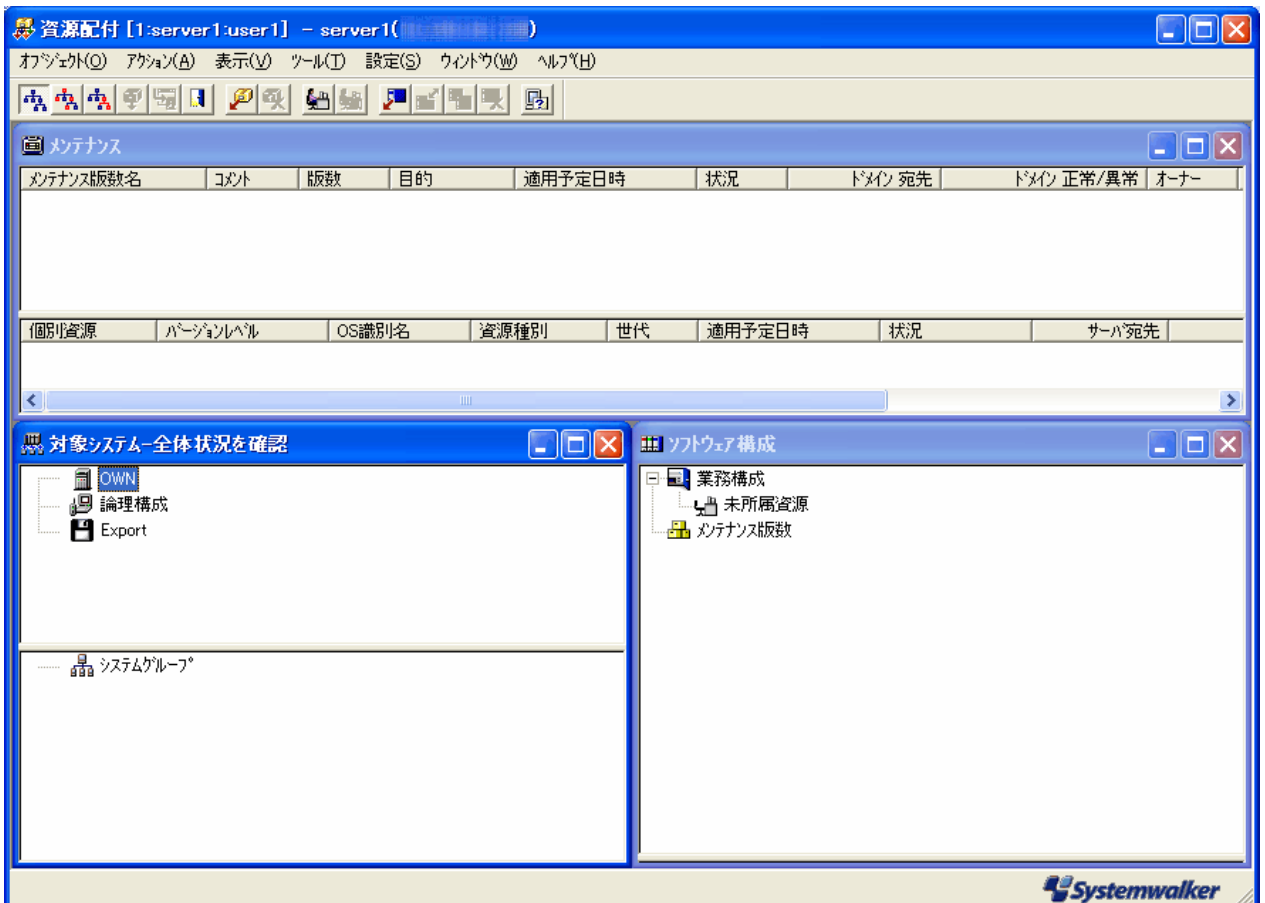 資源配付 [1:server1:user1] - server1( )
オブジェクト(O) アクション(A) 表示(V) ツール(T) 設定(S) ウィンドウ(W) ヘルプ(H)
メンテナンス
メンテナンス版数名 コメント 版数 目的 適用予定日時 状況 ドメイン 宛先 ドメイン 正常/異常 オーナー
個別資源 バージョンレベル OS識別名 資源種別 世代 適用予定日時 状況 サーバ宛先
対象システム-全体状況を確認
OWN
論理構成
Export
システムグループ
ソフトウェア構成
業務構成
未所属資源
メンテナンス版数
Systemwalker